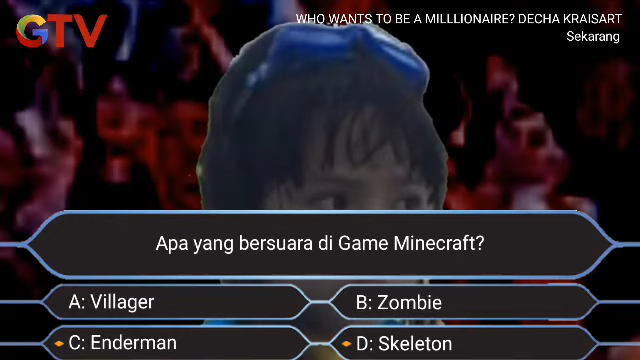 GTV
WHO WANTS TO BE A MILLLIONAIRE? DECHA KRAISART
Sekarang
Apa yang bersuara di Game Minecraft?
A: Villager
B: Zombie
C: Enderman
D: Skeleton